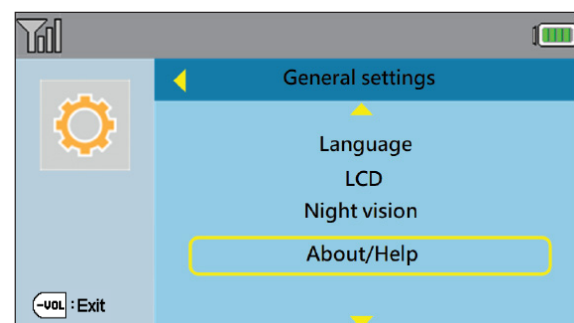 General settings
Language
LCD
Night vision
About/Help
-VOL : Exit